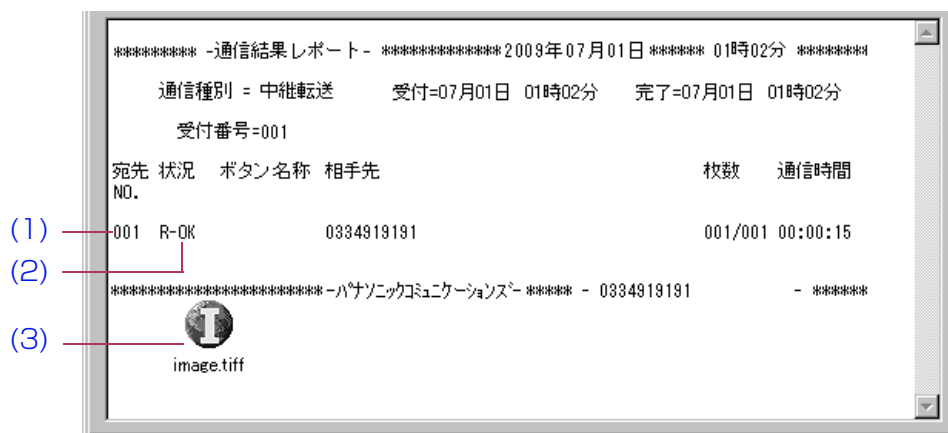 ********* -通信結果レポート- *************2009年07月01日****** 01時02分 ********
通信種別 = 中継転送 受付=07月01日 01時02分 完了=07月01日 01時02分
受付番号=001
宛先 状況 ボタン名称 相手先 枚数 通信時間
NO.
(1) 001 R-OK 0334919191 001/001 00:00:15
(2)
***********************-パナソニックコミュニケーションズ- ***** - 0334919191 - ******
(3)
image.tiff